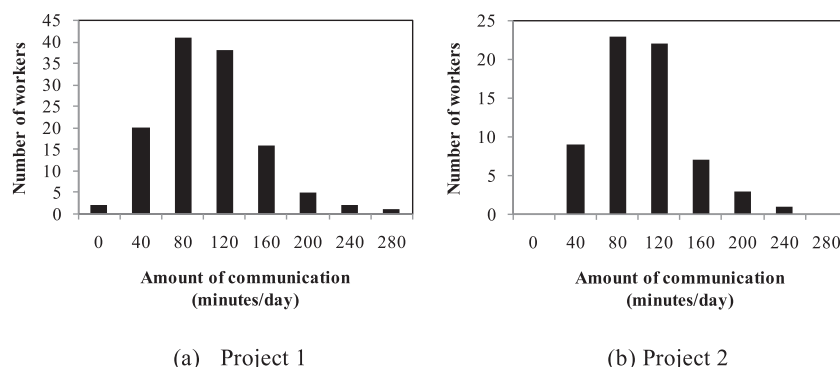 Number of workers
45
40
35
30
25
20
15
10
5
0
0 40 80 120 160 200 240 280
Amount of communication
(minutes/day)
(a) Project 1
Number of workers
25
20
15
10
5
0
0 40 80 120 160 200 240 280
Amount of communication
(minutes/day)
(b) Project 2